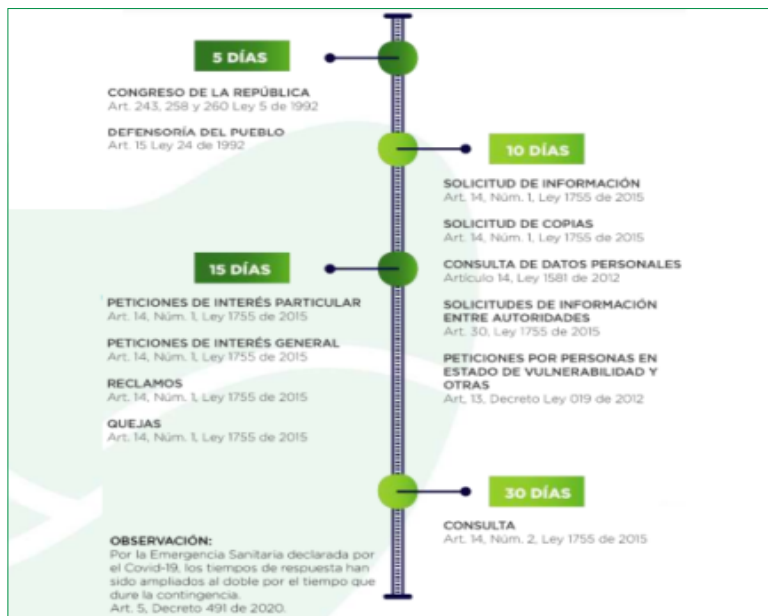 5 DÍAS
CONGRESO DE LA REPÚBLICA
Art. 243, 258 y 260 Ley 5 de 1992
DEFENSORÍA DEL PUEBLO
Art. 15 Ley 24 de 1992
10 DÍAS
SOLICITUD DE INFORMACIÓN
Art. 14, Núm. 1, Ley 1755 de 2015
SOLICITUD DE COPIAS
Art. 14, Núm. 1, Ley 1755 de 2015
CONSULTA DE DATOS PERSONALES
Artículo 14, Ley 1581 de 2012
SOLICITUDES DE INFORMACIÓN
ENTRE AUTORIDADES
Art. 30, Ley 1755 de 2015
PETICIONES POR PERSONAS EN
ESTADO DE VULNERABILIDAD Y
OTRAS
Art. 13, Decreto Ley 019 de 2012
15 DÍAS
PETICIONES DE INTERÉS PARTICULAR
Art. 14, Núm. 1, Ley 1755 de 2015
PETICIONES DE INTERÉS GENERAL
Art. 14, Núm. 1, Ley 1755 de 2015
RECLAMOS
Art. 14, Núm. 1, Ley 1755 de 2015
QUEJAS
Art. 14, Núm. 1, Ley 1755 de 2015
30 DÍAS
CONSULTA
Art. 14, Núm. 2, Ley 1755 de 2015
OBSERVACIÓN:
Por la Emergencia Sanitaria declarada por
el Covid-19, los tiempos de respuesta han
sido ampliados al doble por el tiempo que
dure la contingencia.
Art. 5, Decreto 491 de 2020.